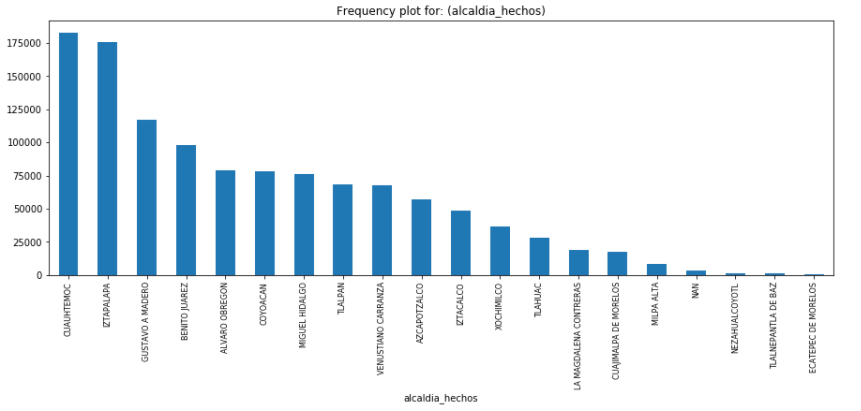 Frequency plot for: (alcaldia_hechos)
175000
150000
125000
100000
75000
50000
25000
0
CUAUHTEMOC
IZTAPALAPA
GUSTAVO A MADERO
BENITO JUAREZ
ALVARO OBREGON
COYOACAN
MIGUEL HIDALGO
TLALPAN
VENUSTIANO CARRANZA
AZCAPOTZALCO
IZTACALCO
XOCHIMILCO
TLAHUAC
LA MAGDALENA CONTRERAS
CUAJIMALPA DE MORELOS
MILPA ALTA
NAN
NEZAHUALCOYOTL
TLALNEPANTLA DE BAZ
ECATEPEC DE MORELOS
alcaldia_hechos